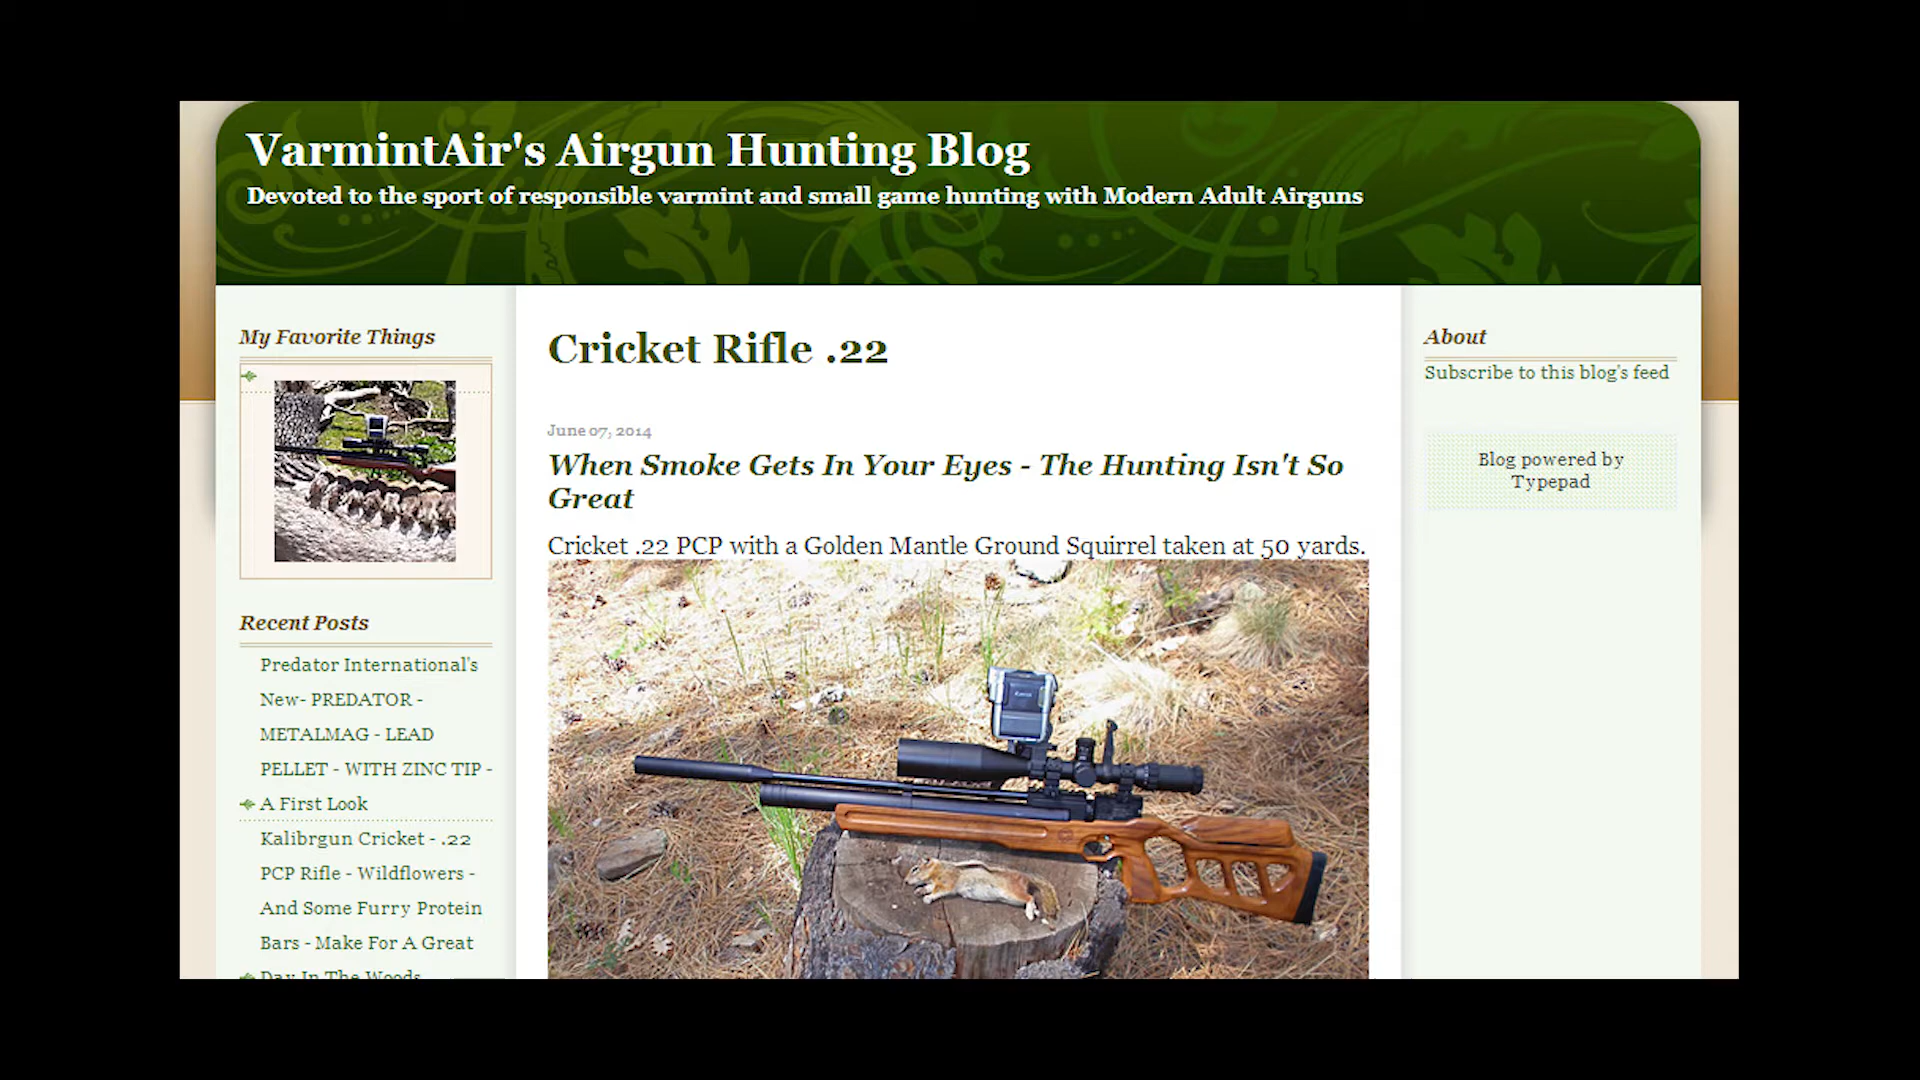 VarmintAir's Airgun Hunting Blog
Devoted to the sport of responsible varmint and small game hunting with Modern Adult Airguns
My Favorite Things
Recent Posts
Predator International's
New- PREDATOR -
METALMAG - LEAD
PELLET - WITH ZINC TIP -
A First Look
Kalibrgun Cricket - .22
PCP Rifle - Wildflowers -
And Some Furry Protein
Bars - Make For A Great
Day In The Woods
Cricket Rifle .22
June 07, 2014
When Smoke Gets In Your Eyes - The Hunting Isn't So
Great
Cricket .22 PCP with a Golden Mantle Ground Squirrel taken at 50 yards.
About
Subscribe to this blog's feed
Blog powered by
Typepad